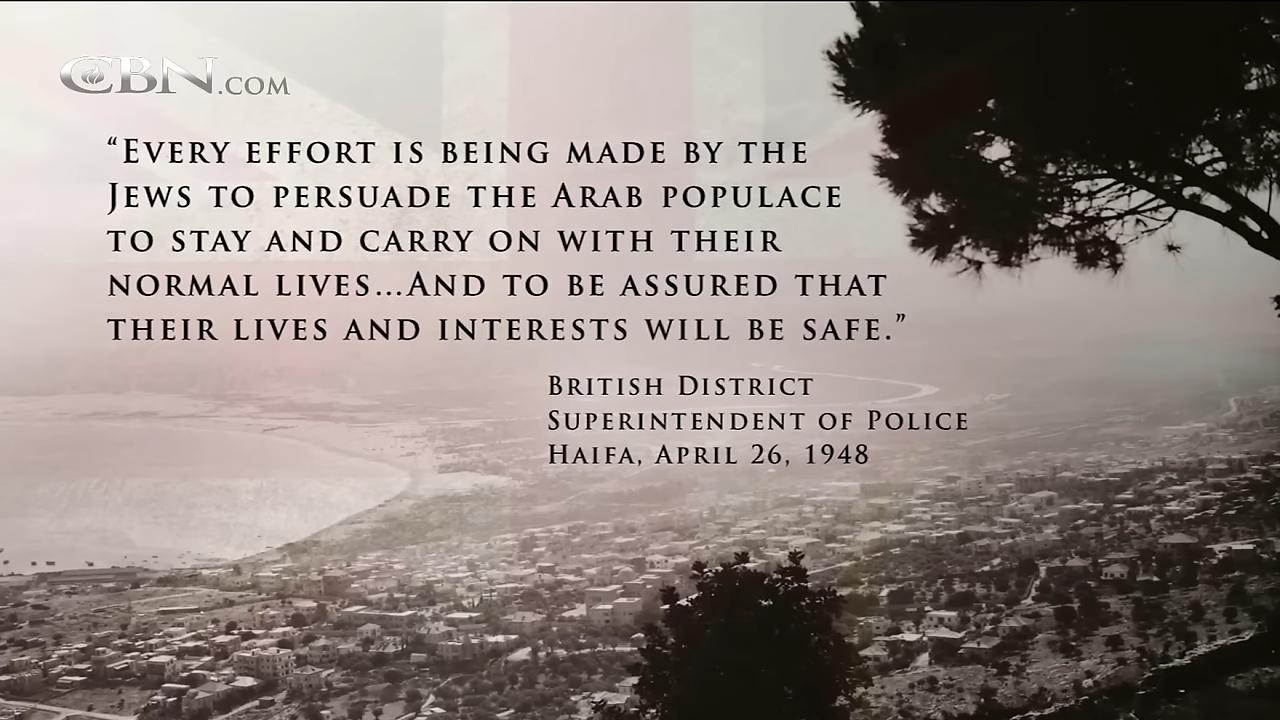 CBN.COM
“EVERY EFFORT IS BEING MADE BY THE
JEWS TO PERSUADE THE ARAB POPULACE
TO STAY AND CARRY ON WITH THEIR
NORMAL LIVES...AND TO BE ASSURED THAT
THEIR LIVES AND INTERESTS WILL BE SAFE.”
BRITISH DISTRICT
SUPERINTENDENT OF POLICE
HAIFA, APRIL 26, 1948